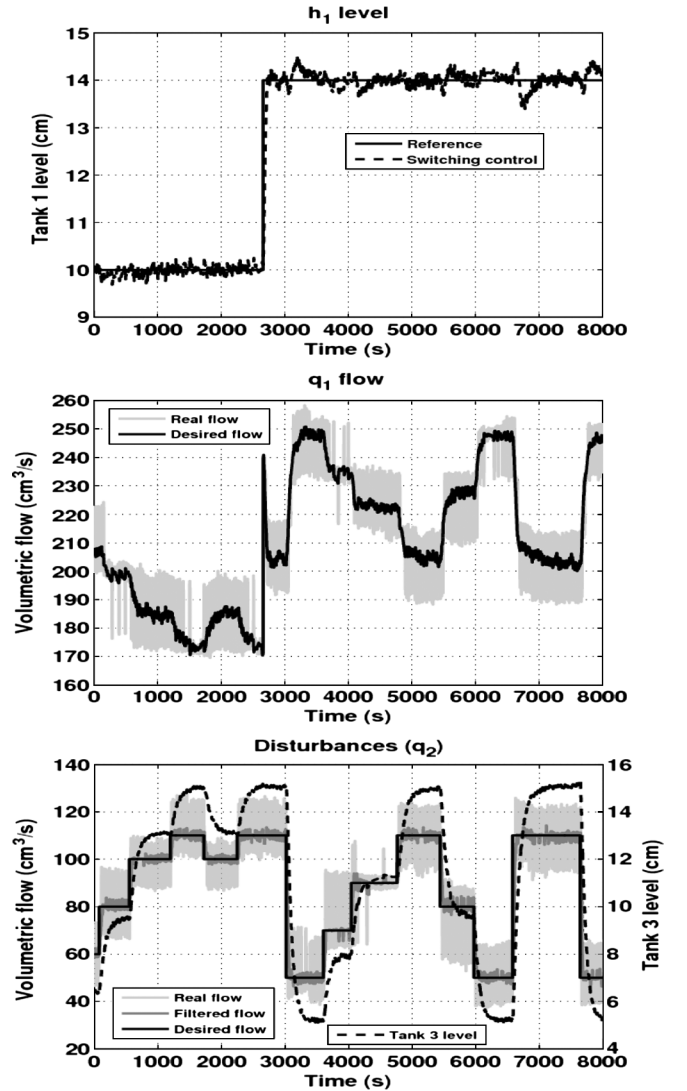 h1 level
15
14
13
12
11
10
9
Tank 1 level (cm)
Reference
Switching control
0 1000 2000 3000 4000 5000 6000 7000 8000
Time (s)
q1 flow
260
250
240
230
220
210
200
190
180
170
160
Volumetric flow (cm³/s)
Real flow
Desired flow
0 1000 2000 3000 4000 5000 6000 7000 8000
Time (s)
Disturbances (q2)
140
120
100
80
60
40
20
Volumetric flow (cm³/s)
Real flow
Filtered flow
Desired flow
Tank 3 level
16
14
12
10
8
6
4
Tank 3 level (cm)
0 1000 2000 3000 4000 5000 6000 7000 8000
Time (s)